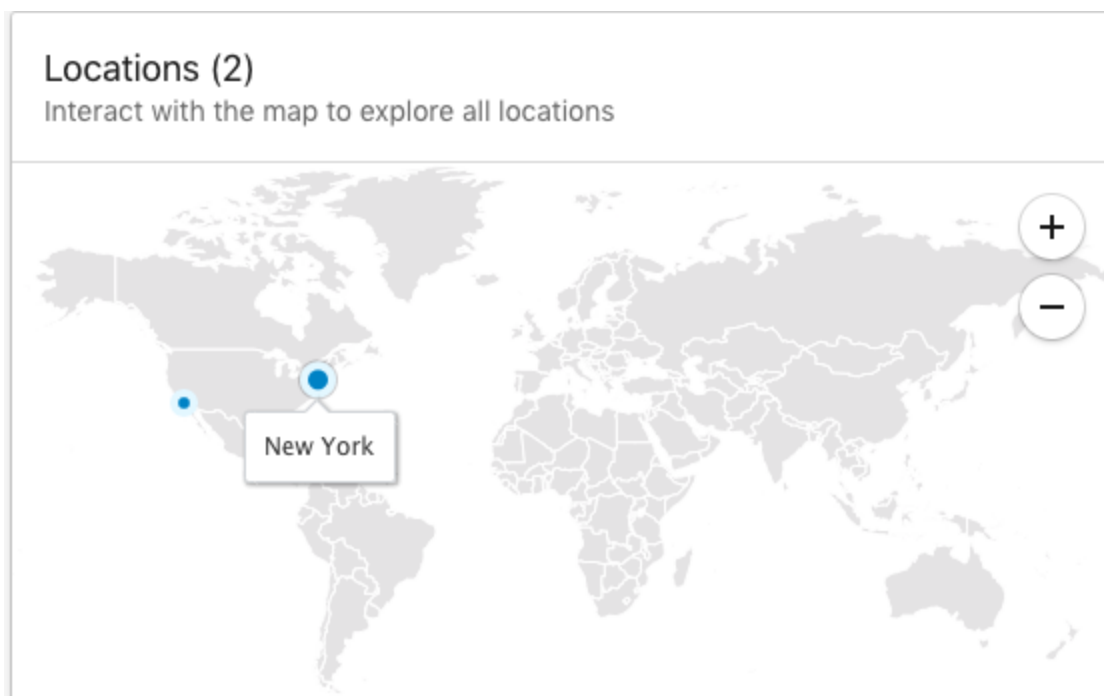 Locations (2)
Interact with the map to explore all locations
+
−
New York